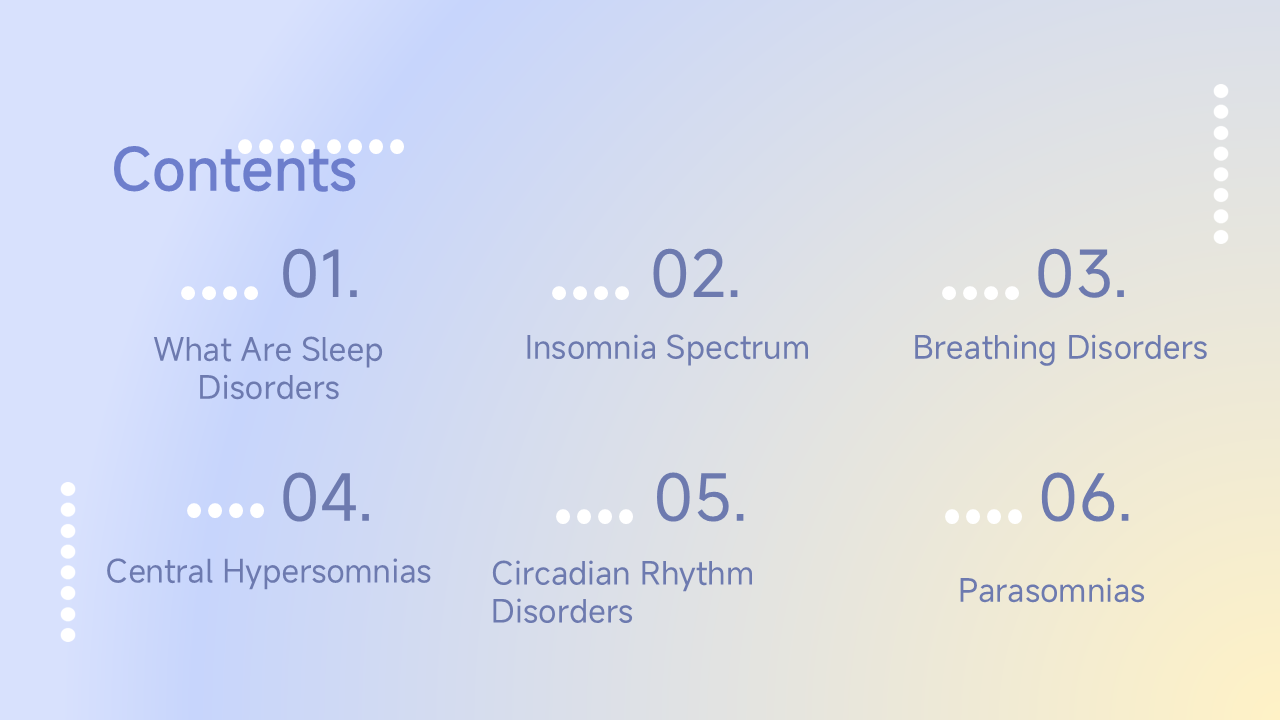 Contents
01.
What Are Sleep
Disorders
02.
Insomnia Spectrum
03.
Breathing Disorders
04.
Central Hypersomnias
05.
Circadian Rhythm
Disorders
06.
Parasomnias